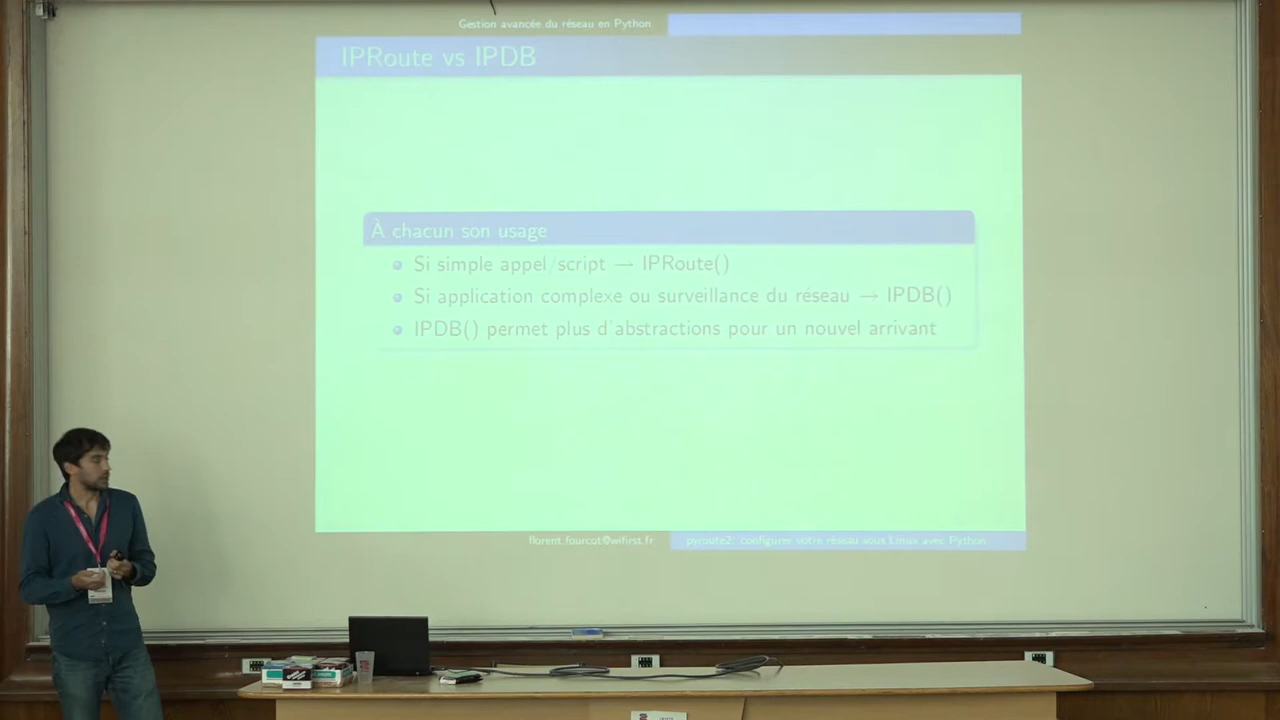 Gestion avancée du réseau en Python
IPRoute vs IPDB
À chacun son usage
Si simple appel/script → IPRoute()
Si application complexe ou surveillance du réseau → IPDB()
IPDB() permet plus d'abstractions pour un nouvel arrivant
florent.fourcot@wifirst.fr
pyroute2: configurer votre réseau sous Linux avec Python